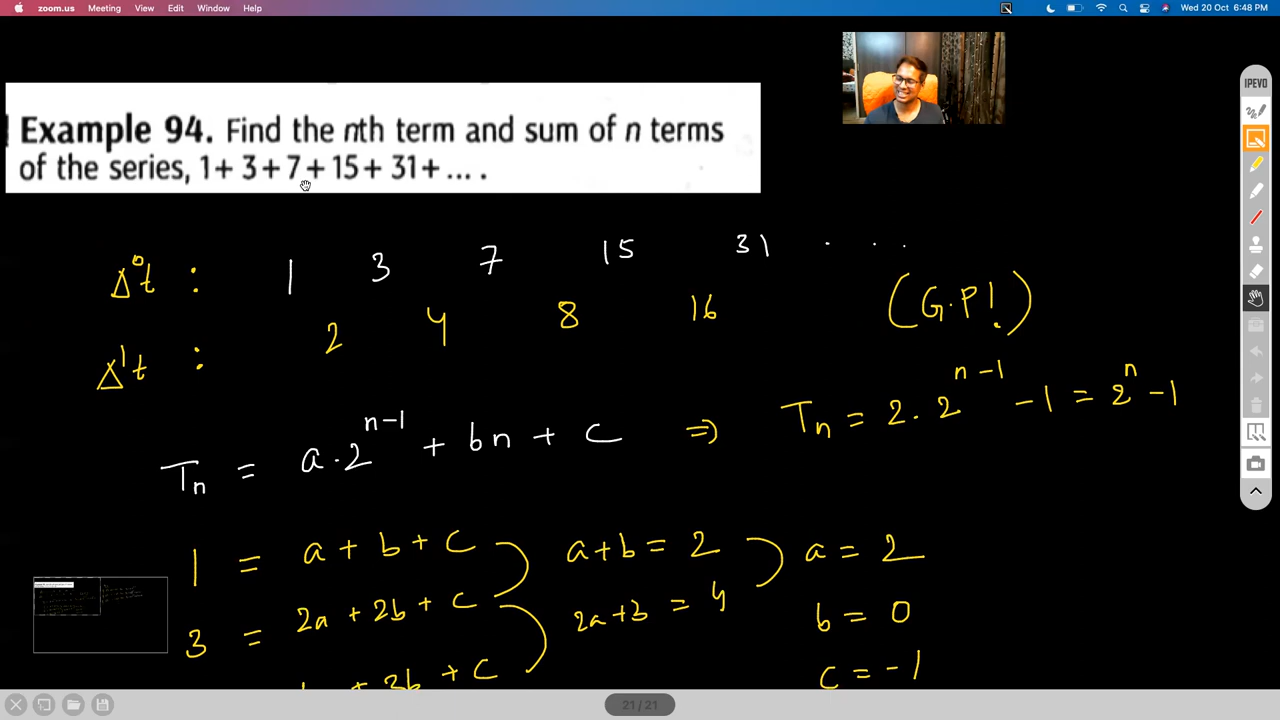 zoom.us Meeting View Edit Window Help Wed 20 Oct 6:48 PM
IPEVO
Example 94. Find the nth term and sum of n terms
of the series, 1+ 3+ 7+ 15+ 31+ ... .
Δ⁰t : 1 3 7 15 31 . . .
Δ¹t : 2 4 8 16 (G.P!)
Tₙ = a·2ⁿ⁻¹ + bn + c ⇒ Tₙ = 2·2ⁿ⁻¹ - 1 = 2ⁿ - 1
1 = a + b + c a+b = 2 a = 2
3 = 2a + 2b + c 2a+b = 4 b = 0
+ 3b + c c = -1
21 / 21